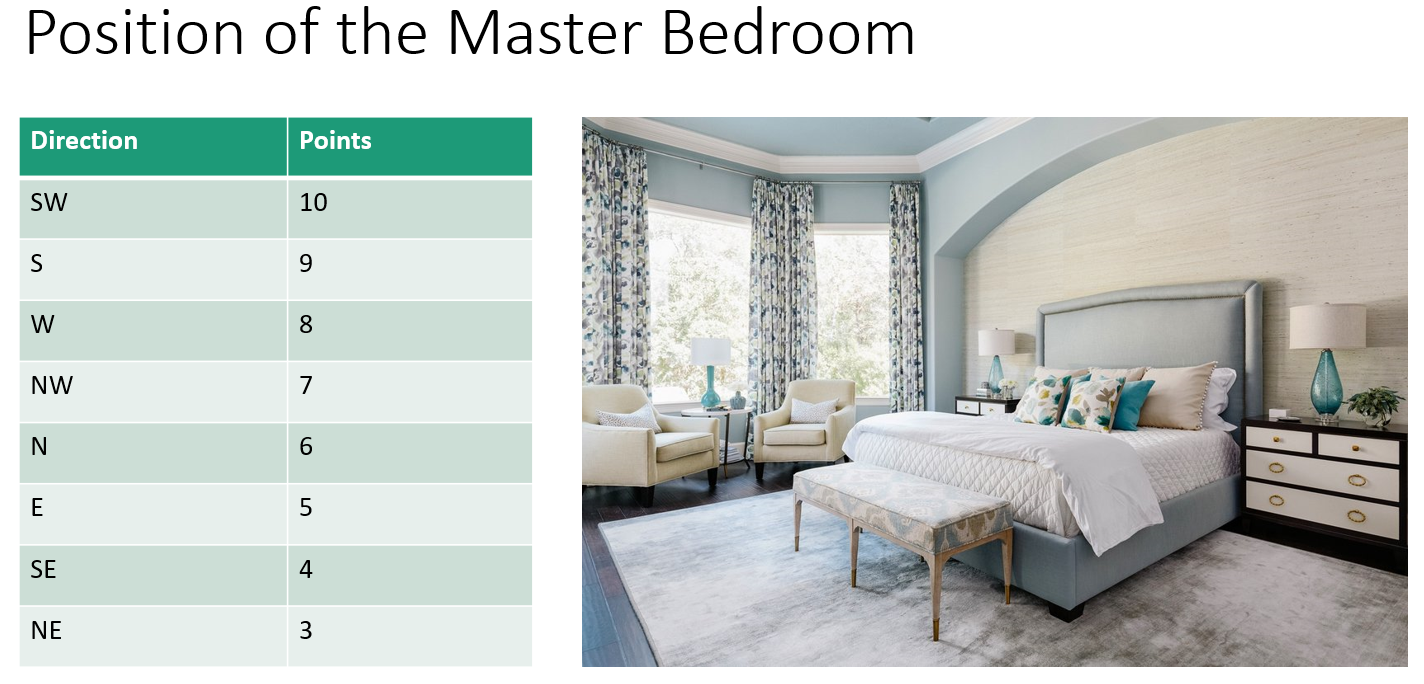 Position of the Master Bedroom
Direction Points
SW 10
S 9
W 8
NW 7
N 6
E 5
SE 4
NE 3